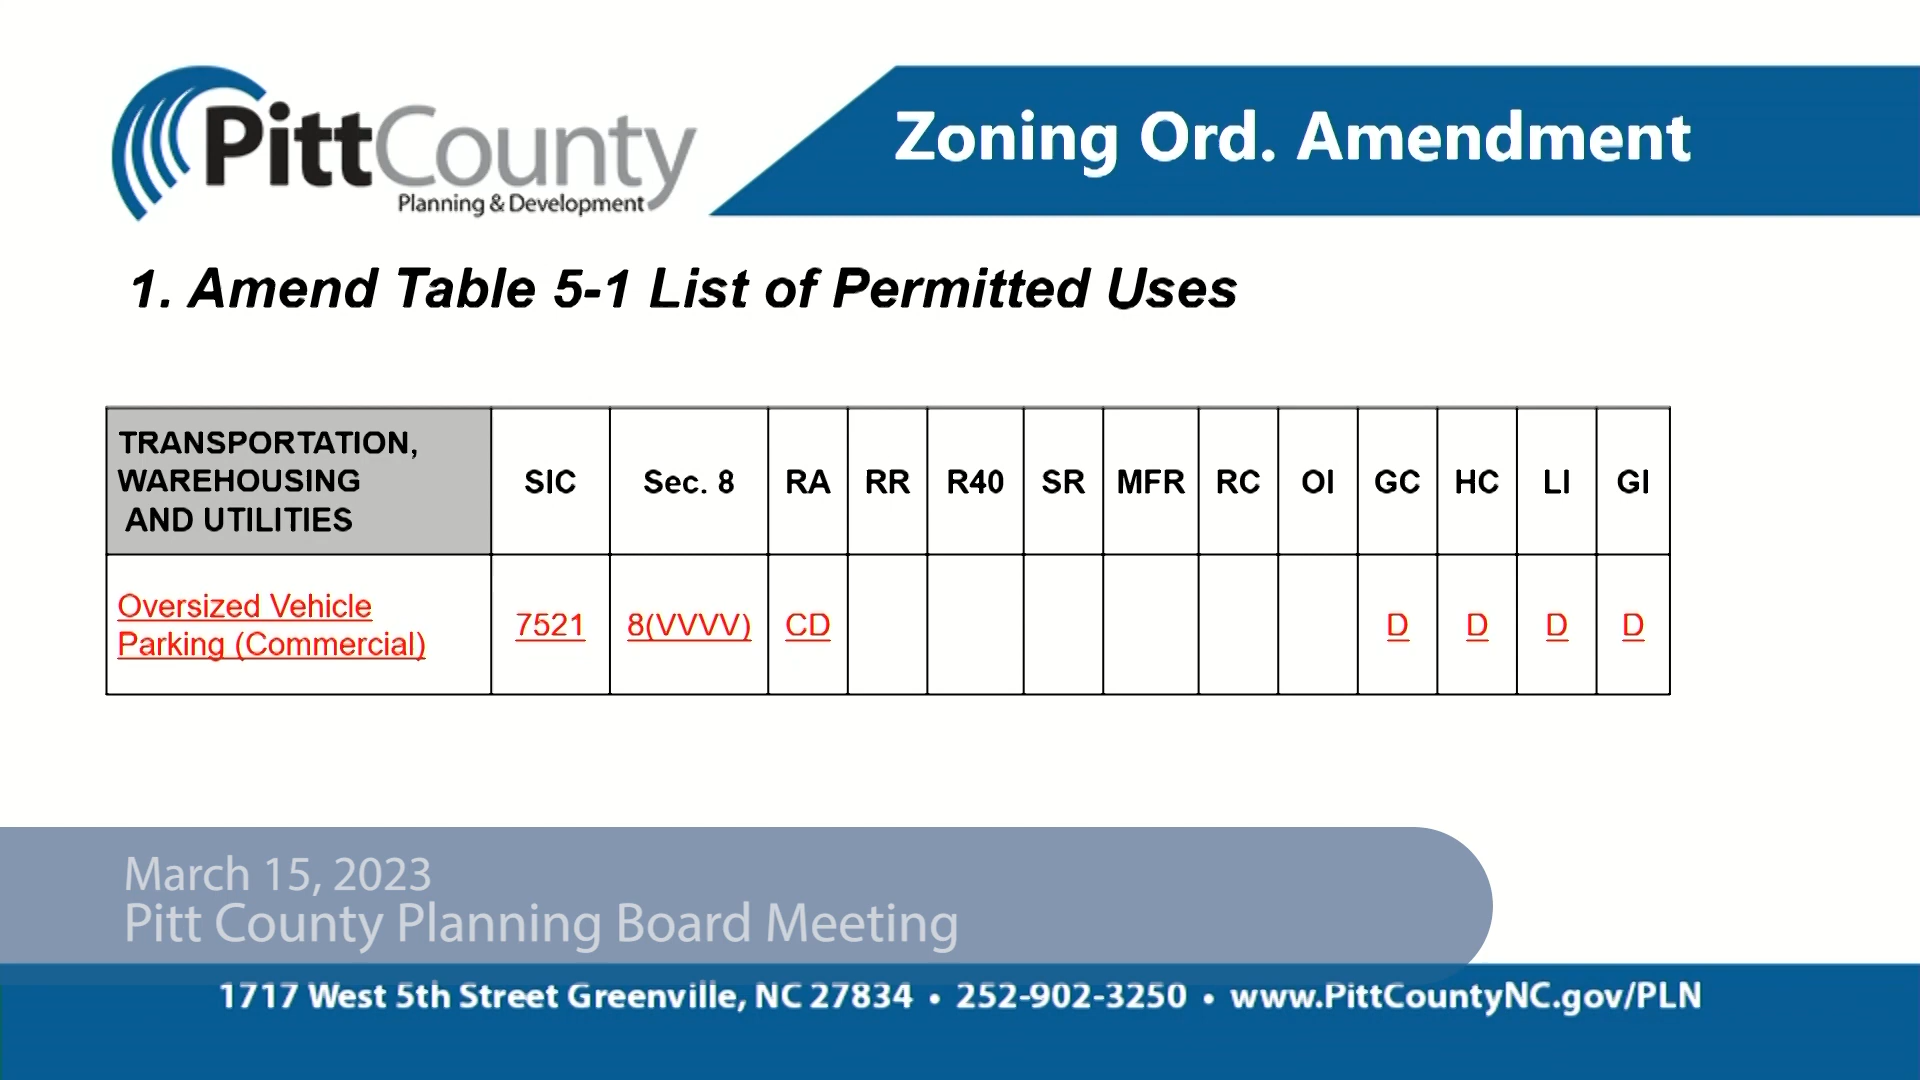 PittCounty
Planning & Development
Zoning Ord. Amendment
1. Amend Table 5-1 List of Permitted Uses
TRANSPORTATION,
WAREHOUSING
AND UTILITIES
SIC
Sec. 8
RA
RR
R40
SR
MFR
RC
OI
GC
HC
LI
GI
Oversized Vehicle
Parking (Commercial)
7521
8(VVVV)
CD
D
D
D
D
March 15, 2023
Pitt County Planning Board Meeting
1717 West 5th Street Greenville, NC 27834 • 252-902-3250 • www.PittCountyNC.gov/PLN